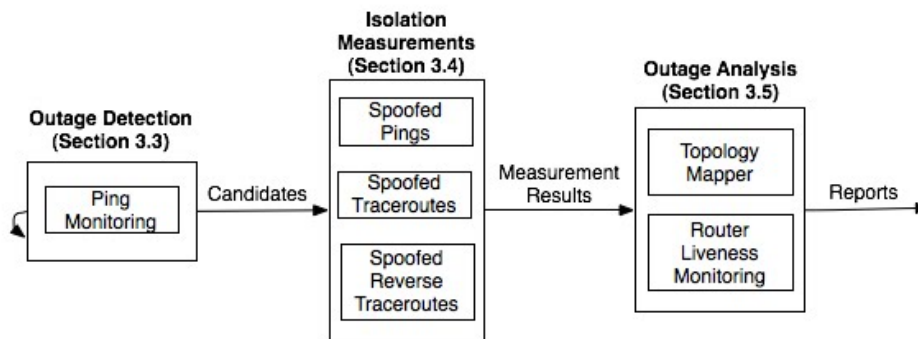 Outage Detection
(Section 3.3)
Ping
Monitoring
Candidates
Isolation
Measurements
(Section 3.4)
Spoofed
Pings
Spoofed
Traceroutes
Spoofed
Reverse
Traceroutes
Measurement
Results
Outage Analysis
(Section 3.5)
Topology
Mapper
Router
Liveness
Monitoring
Reports